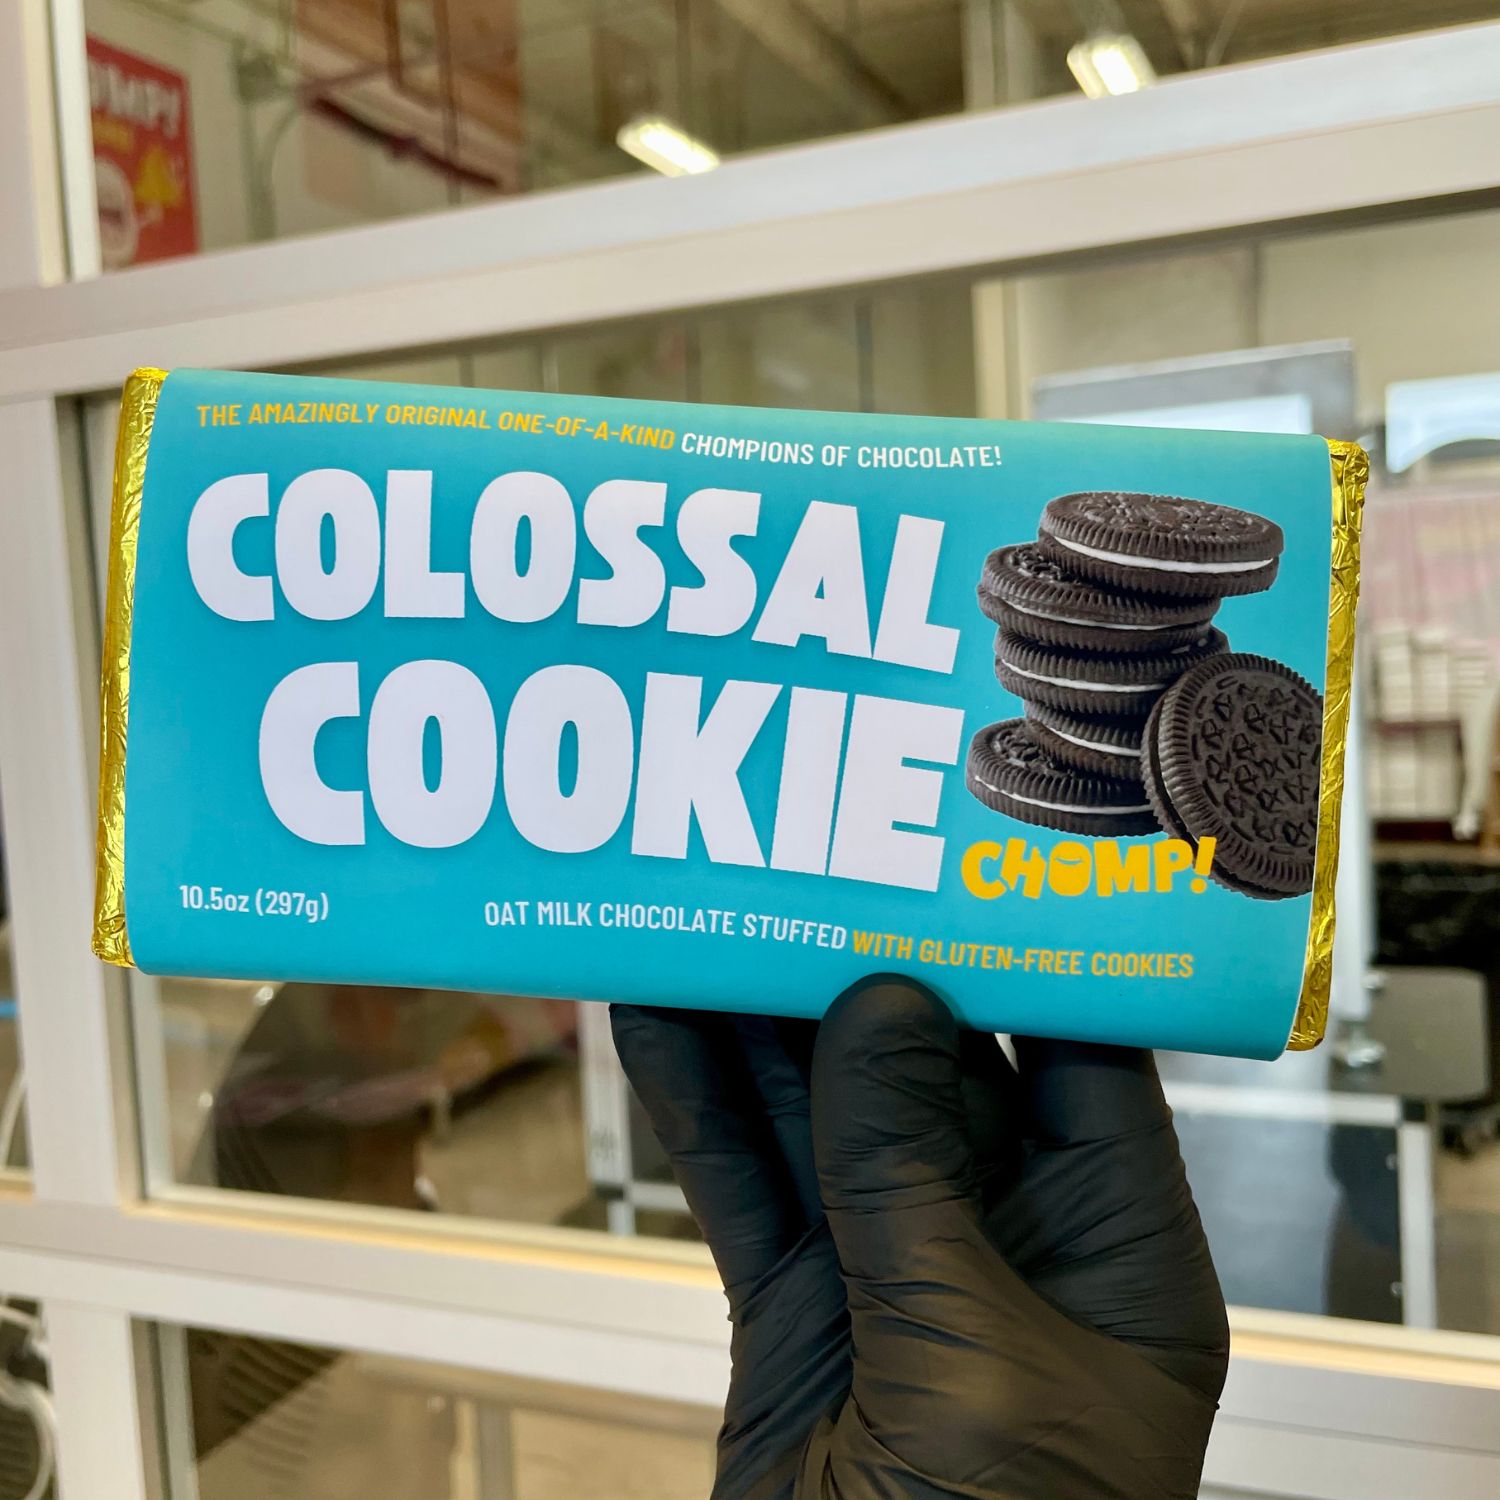 THE AMAZINGLY ORIGINAL ONE-OF-A-KIND CHOMPIONS OF CHOCOLATE!
COLOSSAL
COOKIE
CHOMP!
10.5oz (297g)
OAT MILK CHOCOLATE STUFFED WITH GLUTEN-FREE COOKIES